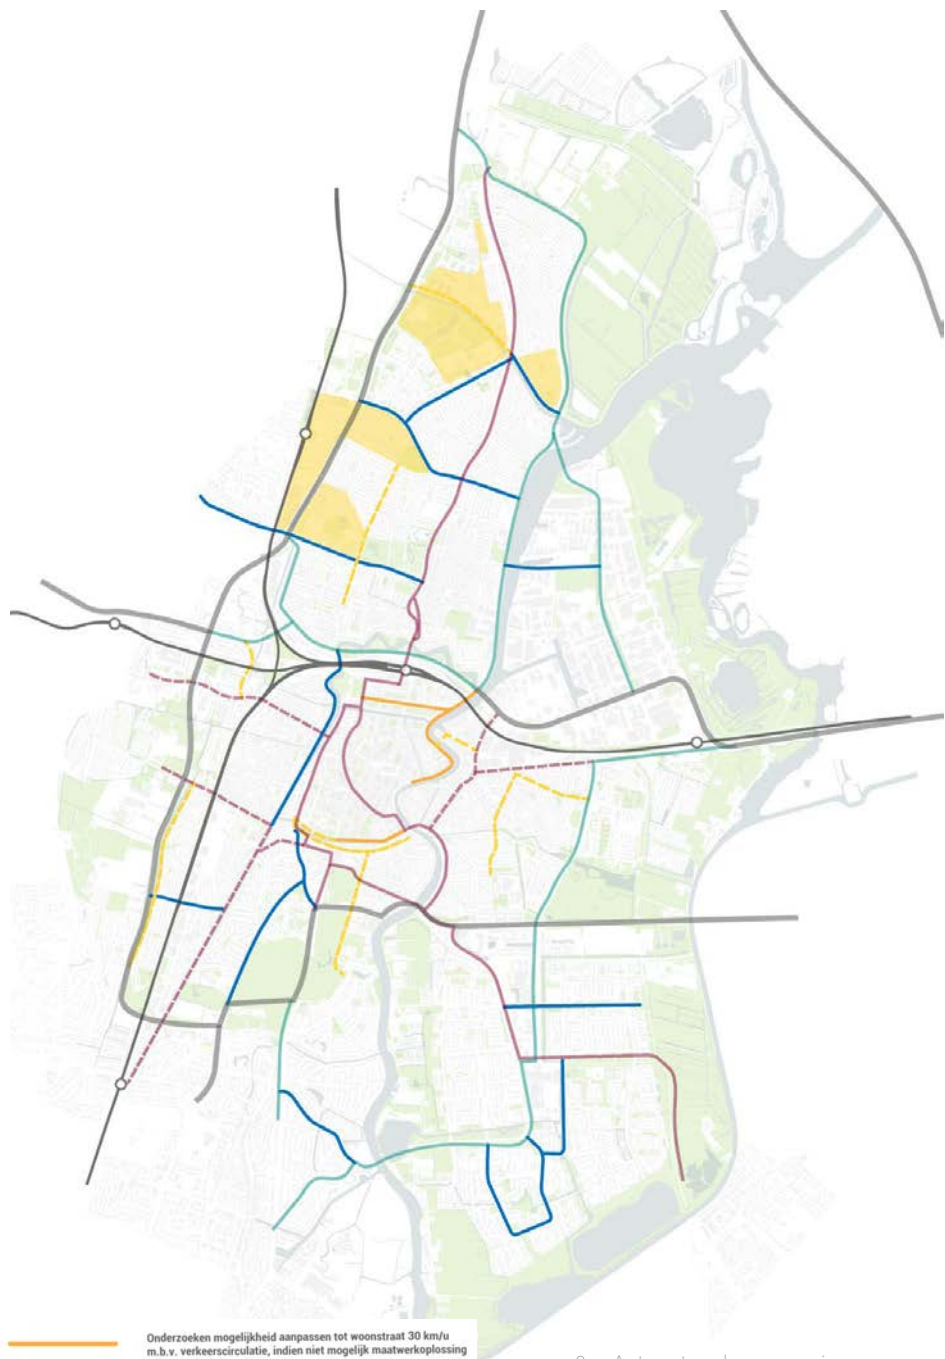 Onderzoeken mogelijkheid aanpassen tot woonstraat 30 km/u
m.b.v. verkeerscirculatie, indien niet mogelijk maatwerkoplossing